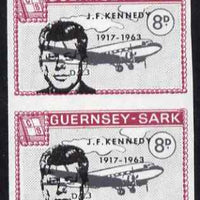 J.F. KENNEDY
8D
1917-1963
GUERNSEY-SARK
J.F. KENNEDY
8D
1917-1963